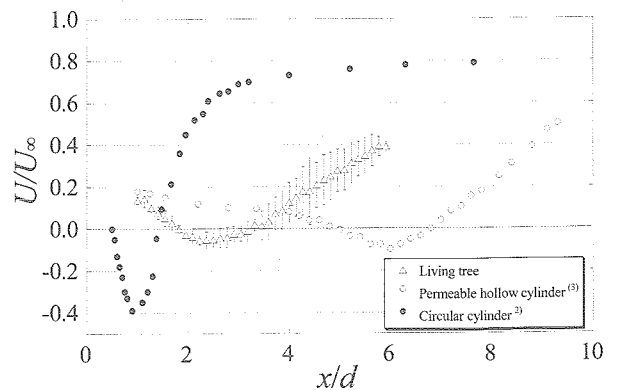 1.0
0.8
0.6
0.4
0.2
0.0
-0.2
-0.4
U/U∞
0
2
4
6
8
10
x/d
Living tree
Permeable hollow cylinder (3)
Circular cylinder 2)